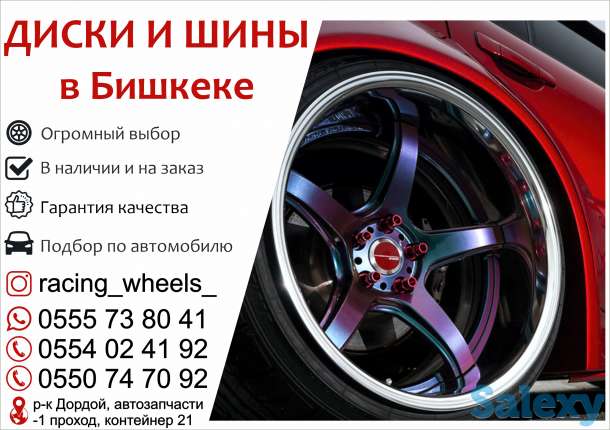 ДИСКИ И ШИНЫ
в Бишкеке
Огромный выбор
В наличии и на заказ
Гарантия качества
Подбор по автомобилю
racing_wheels_
0555 73 80 41
0554 02 41 92
0550 74 70 92
р-к Дордой, автозапчасти
-1 проход, контейнер 21
Salexy